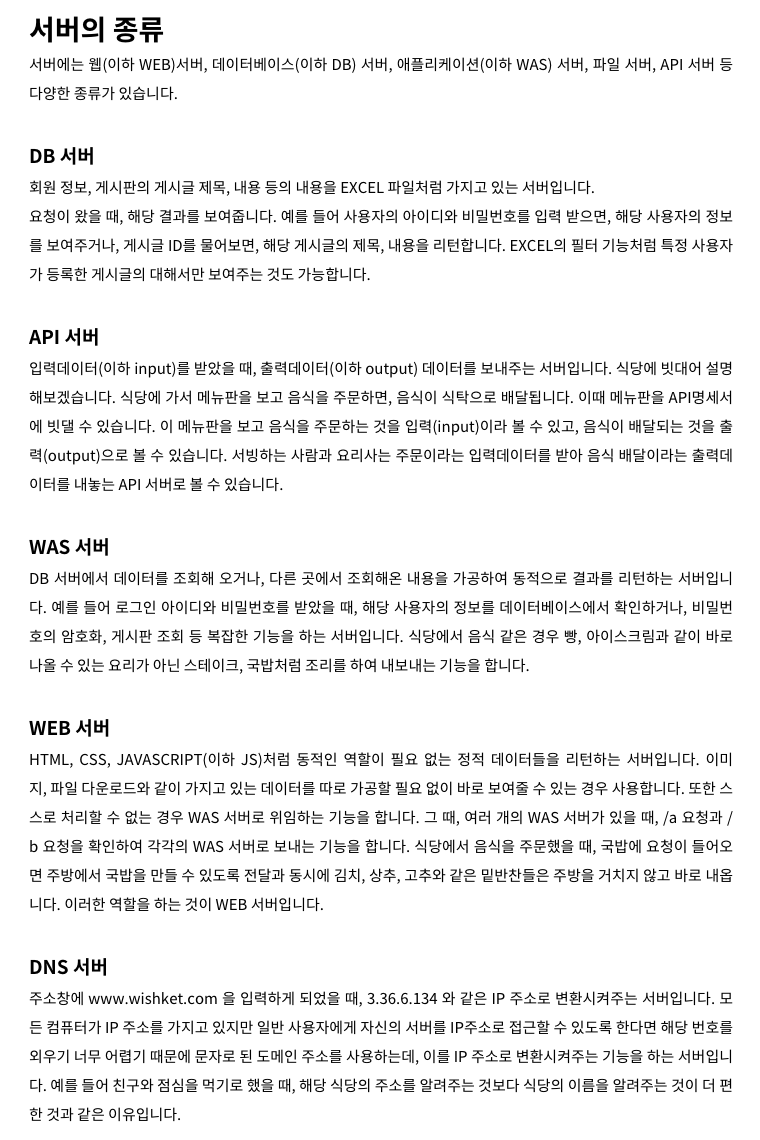 서버의 종류
서버에는 웹(이하 WEB)서버, 데이터베이스(이하 DB) 서버, 애플리케이션(이하 WAS) 서버, 파일 서버, API 서버 등
다양한 종류가 있습니다.
DB 서버
회원 정보, 게시판의 게시글 제목, 내용 등의 내용을 EXCEL 파일처럼 가지고 있는 서버입니다.
요청이 왔을 때, 해당 결과를 보여줍니다. 예를 들어 사용자의 아이디와 비밀번호를 입력 받으면, 해당 사용자의 정보
를 보여주거나, 게시글 ID를 물어보면, 해당 게시글의 제목, 내용을 리턴합니다. EXCEL의 필터 기능처럼 특정 사용자
가 등록한 게시글의 대해서만 보여주는 것도 가능합니다.
API 서버
입력데이터(이하 input)를 받았을 때, 출력데이터(이하 output) 데이터를 보내주는 서버입니다. 식당에 빗대어 설명
해보겠습니다. 식당에 가서 메뉴판을 보고 음식을 주문하면, 음식이 식탁으로 배달됩니다. 이때 메뉴판을 API명세서
에 빗댈 수 있습니다. 이 메뉴판을 보고 음식을 주문하는 것을 입력(input)이라 볼 수 있고, 음식이 배달되는 것을 출
력(output)으로 볼 수 있습니다. 서빙하는 사람과 요리사는 주문이라는 입력데이터를 받아 음식 배달이라는 출력데
이터를 내놓는 API 서버로 볼 수 있습니다.
WAS 서버
DB 서버에서 데이터를 조회해 오거나, 다른 곳에서 조회해온 내용을 가공하여 동적으로 결과를 리턴하는 서버입니
다. 예를 들어 로그인 아이디와 비밀번호를 받았을 때, 해당 사용자의 정보를 데이터베이스에서 확인하거나, 비밀번
호의 암호화, 게시판 조회 등 복잡한 기능을 하는 서버입니다. 식당에서 음식 같은 경우 빵, 아이스크림과 같이 바로
나올 수 있는 요리가 아닌 스테이크, 국밥처럼 조리를 하여 내보내는 기능을 합니다.
WEB 서버
HTML, CSS, JAVASCRIPT(이하 JS)처럼 동적인 역할이 필요 없는 정적 데이터들을 리턴하는 서버입니다. 이미
지, 파일 다운로드와 같이 가지고 있는 데이터를 따로 가공할 필요 없이 바로 보여줄 수 있는 경우 사용합니다. 또한 스
스로 처리할 수 없는 경우 WAS 서버로 위임하는 기능을 합니다. 그 때, 여러 개의 WAS 서버가 있을 때, /a 요청과 /
b 요청을 확인하여 각각의 WAS 서버로 보내는 기능을 합니다. 식당에서 음식을 주문했을 때, 국밥에 요청이 들어오
면 주방에서 국밥을 만들 수 있도록 전달과 동시에 김치, 상추, 고추와 같은 밑반찬들은 주방을 거치지 않고 바로 내옵
니다. 이러한 역할을 하는 것이 WEB 서버입니다.
DNS 서버
주소창에 www.wishket.com 을 입력하게 되었을 때, 3.36.6.134 와 같은 IP 주소로 변환시켜주는 서버입니다. 모
든 컴퓨터가 IP 주소를 가지고 있지만 일반 사용자에게 자신의 서버를 IP주소로 접근할 수 있도록 한다면 해당 번호를
외우기 너무 어렵기 때문에 문자로 된 도메인 주소를 사용하는데, 이를 IP 주소로 변환시켜주는 기능을 하는 서버입니
다. 예를 들어 친구와 점심을 먹기로 했을 때, 해당 식당의 주소를 알려주는 것보다 식당의 이름을 알려주는 것이 더 편
한 것과 같은 이유입니다.